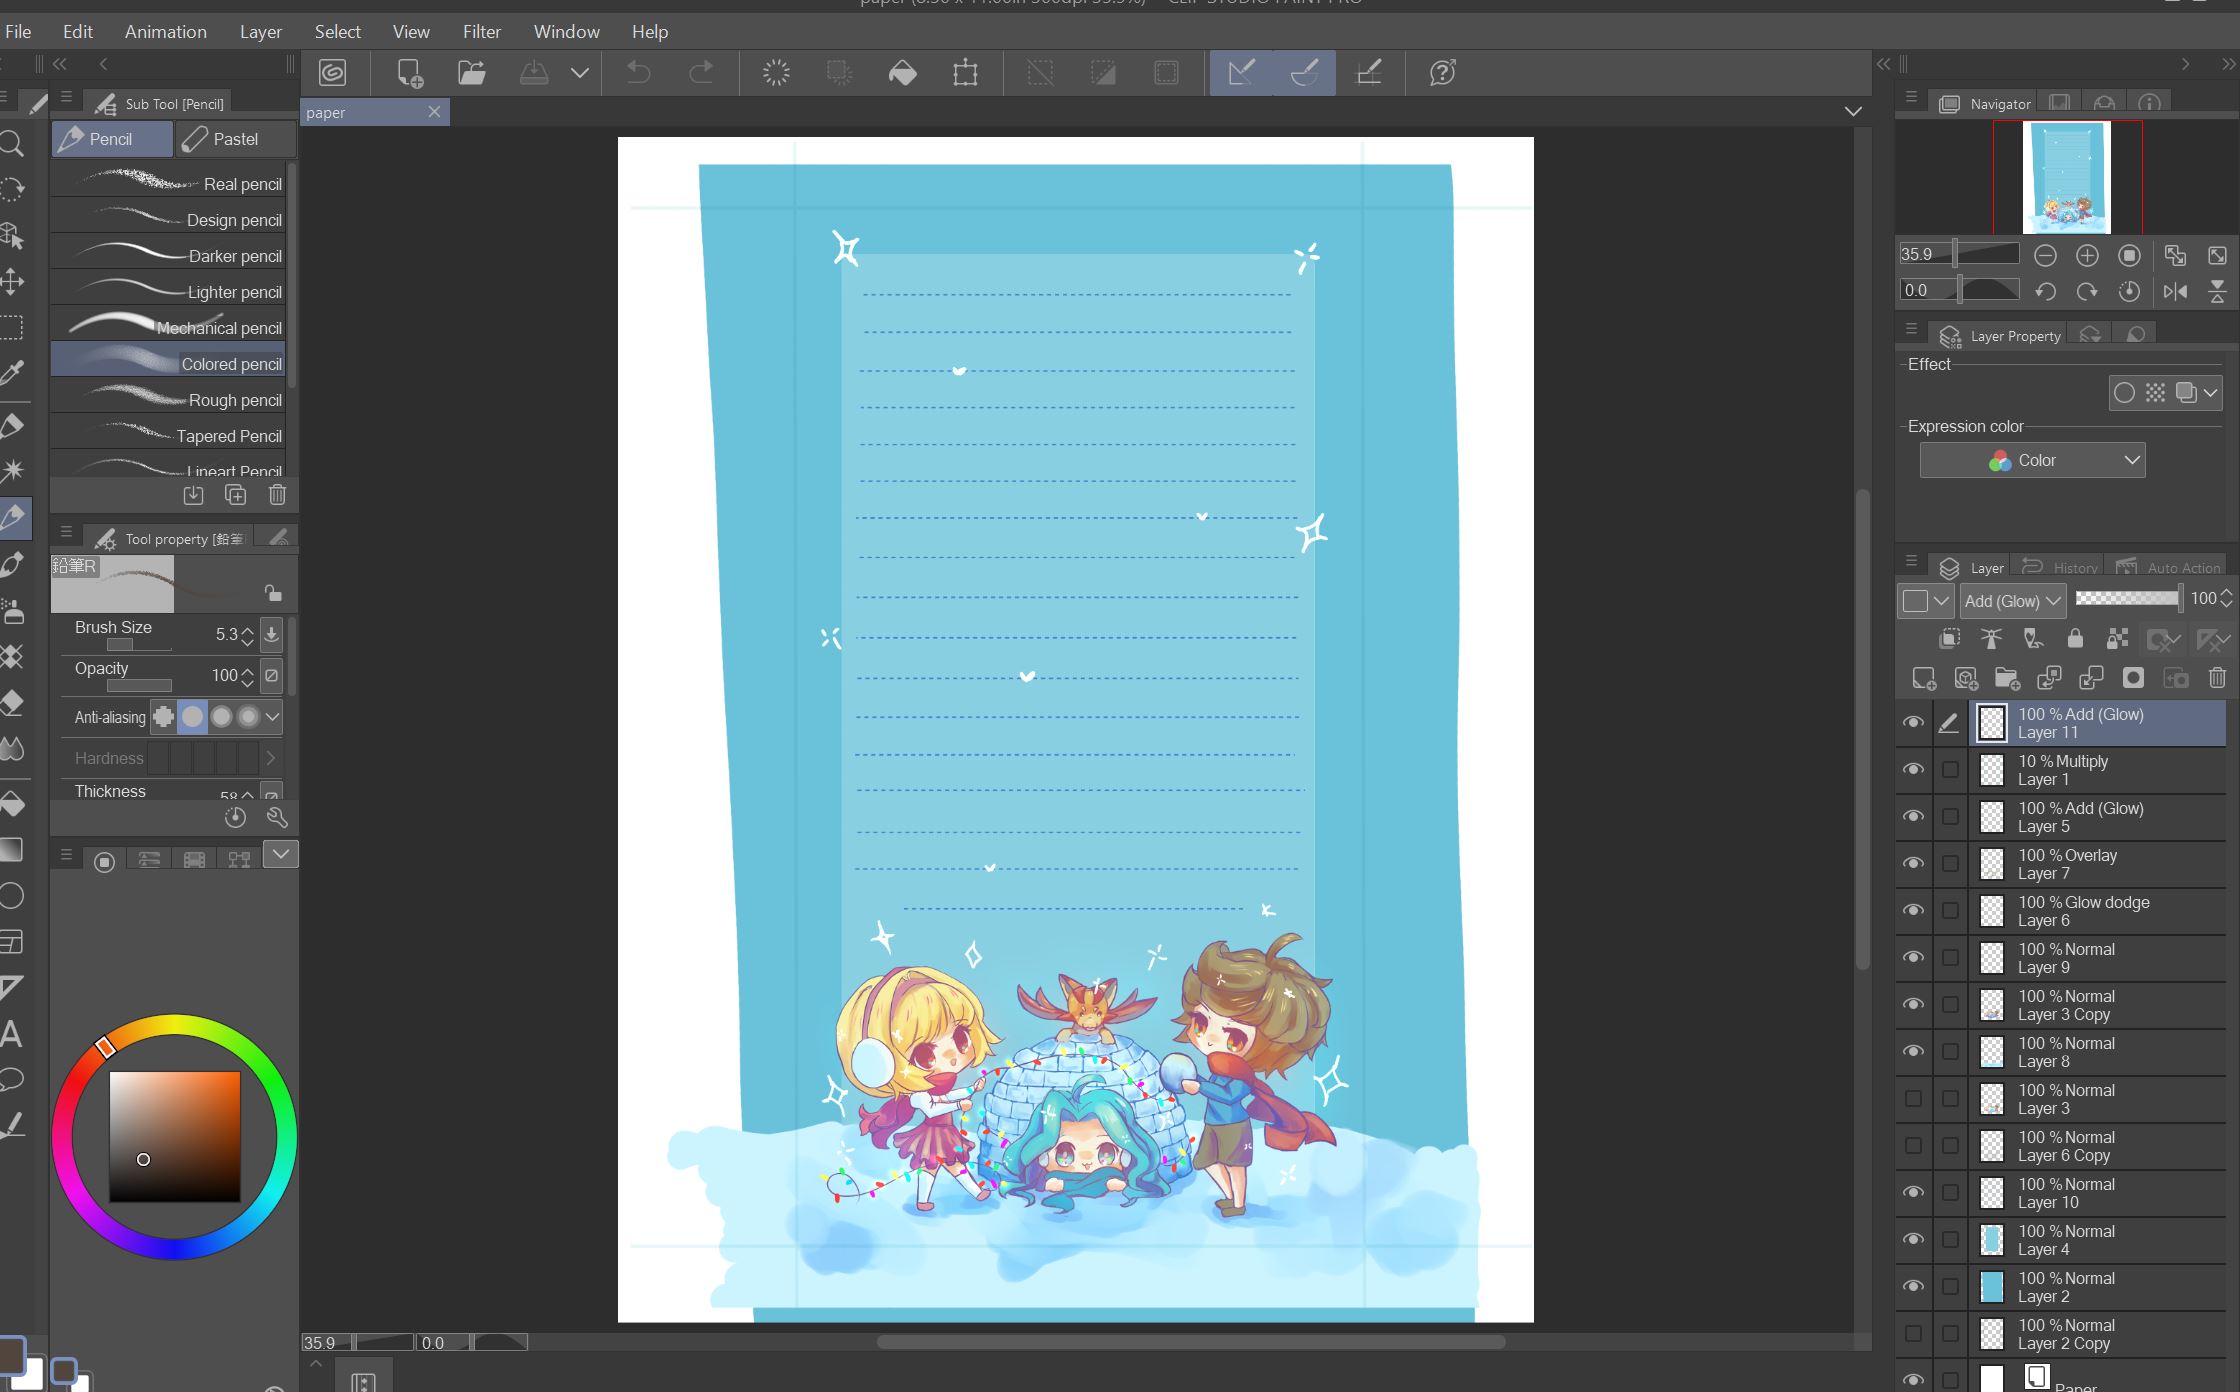 File Edit Animation Layer Select View Filter Window Help
Sub Tool [Pencil]
Pencil Pastel
Real pencil
Design pencil
Darker pencil
Lighter pencil
Mechanical pencil
Colored pencil
Rough pencil
Tapered Pencil
Lineart Pencil
Tool property [鉛筆
鉛筆R
Brush Size 5.3
Opacity 100
Anti-aliasing
Hardness
Thickness 58
paper
35.9 0.0
Navigator
35.9
0.0
Layer Property
Effect
Expression color
Color
Layer History Auto Action
Add (Glow) 100
100 % Add (Glow)
Layer 11
10 % Multiply
Layer 1
100 % Add (Glow)
Layer 5
100 % Overlay
Layer 7
100 % Glow dodge
Layer 6
100 % Normal
Layer 9
100 % Normal
Layer 3 Copy
100 % Normal
Layer 8
100 % Normal
Layer 3
100 % Normal
Layer 6 Copy
100 % Normal
Layer 10
100 % Normal
Layer 4
100 % Normal
Layer 2
100 % Normal
Layer 2 Copy
Paper